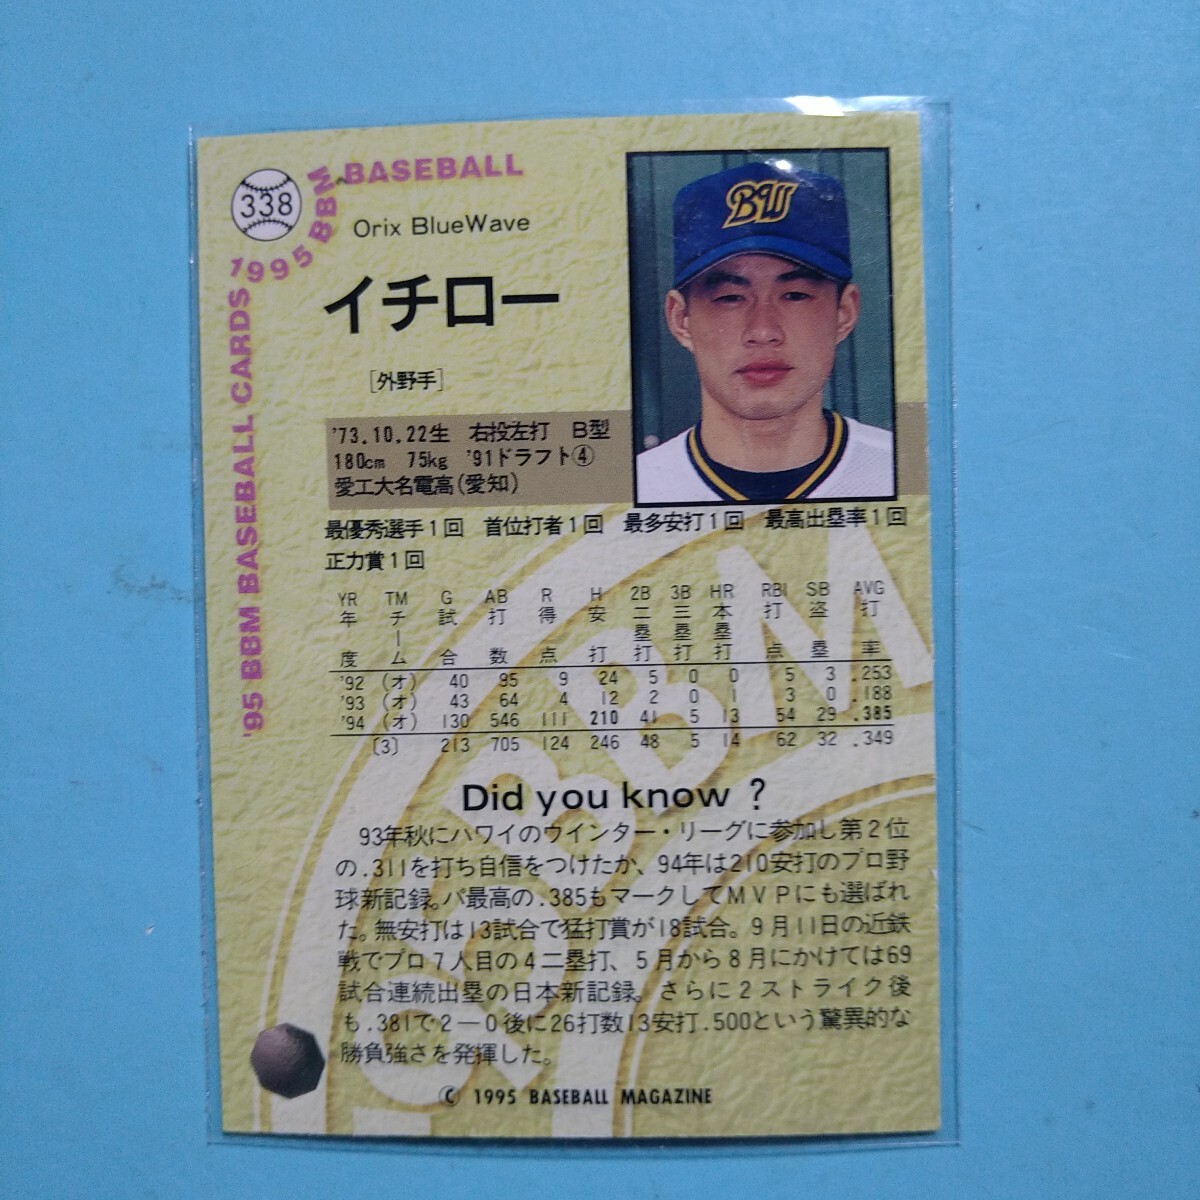 338
'95 BBM BASEBALL CARDS 1995 BBM BASEBALL
Orix BlueWave
イチロー
[外野手]
BW
'73.10.22生 右投左打 B型
180cm 75kg '91ドラフト④
愛工大名電高(愛知)
最優秀選手1回 首位打者1回 最多安打1回 最高出塁率1回
正力賞1回
YR TM G AB R H 2B 3B HR RBI SB AVG
年度 チーム 試合 打数 得点 安打 二塁打 三塁打 本塁打 打点 盗塁 打率
'92 (オ) 40 95 9 24 5 0 0 5 3 .253
'93 (オ) 43 64 4 12 2 0 1 3 0 .188
'94 (オ) 130 546 111 210 41 5 13 54 29 .385
[3] 213 705 124 246 48 5 14 62 32 .349
Did you know ?
93年秋にハワイのウインター・リーグに参加し第2位
の.311を打ち自信をつけたか、94年は210安打のプロ野
球新記録。パ最高の.385もマークしてMVPにも選ばれ
た。無安打は13試合で猛打賞が18試合。9月11日の近鉄
戦でプロ7人目の4二塁打、5月から8月にかけては69
試合連続出塁の日本新記録。さらに2ストライク後
も.381で2−0後に26打数13安打.500という驚異的な
勝負強さを発揮した。
© 1995 BASEBALL MAGAZINE